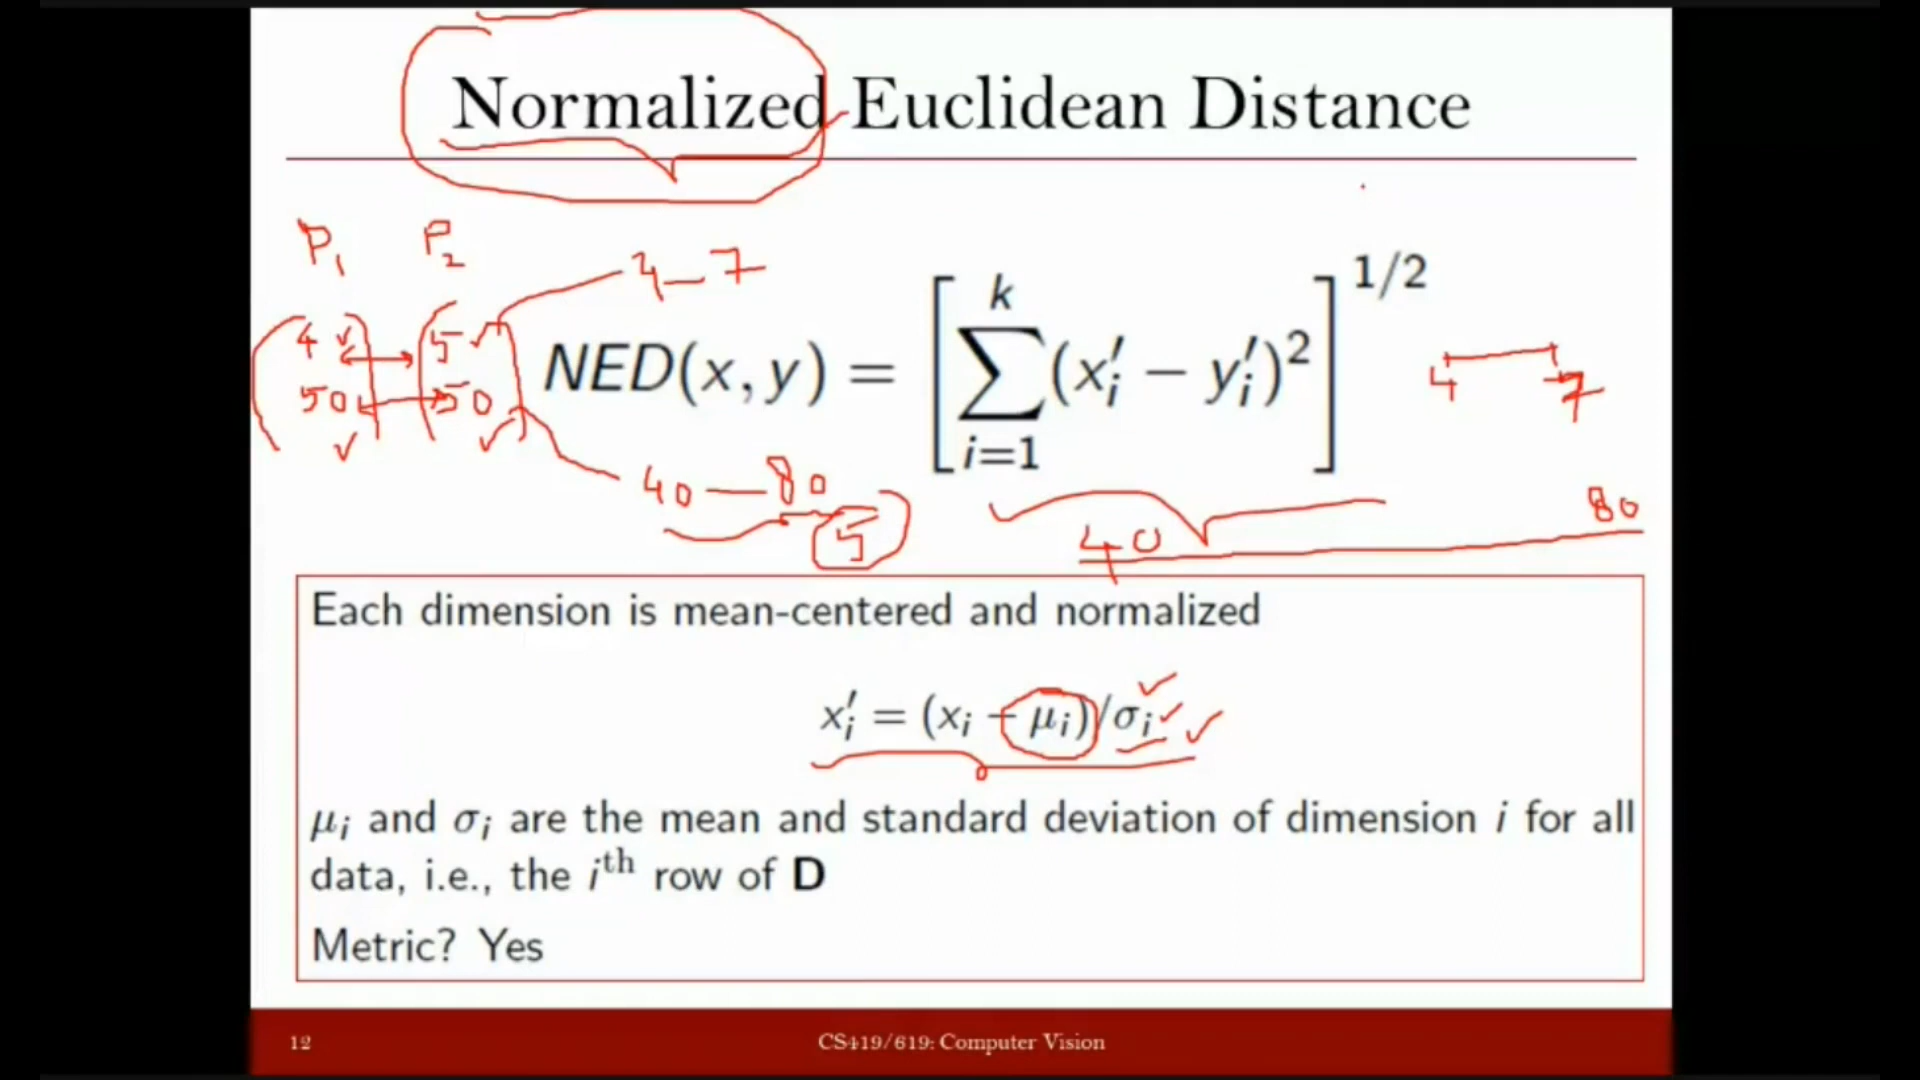 Normalized Euclidean Distance
P1 P2
4 5
50 50
4-7
40-80
5
NED(x, y) = [∑_{i=1}^{k} (x'_i − y'_i)²]^{1/2}
4 7
40 80
Each dimension is mean-centered and normalized
x'_i = (x_i − μ_i)/σ_i
μ_i and σ_i are the mean and standard deviation of dimension i for all
data, i.e., the i^th row of D
Metric? Yes
12 CS419/619: Computer Vision